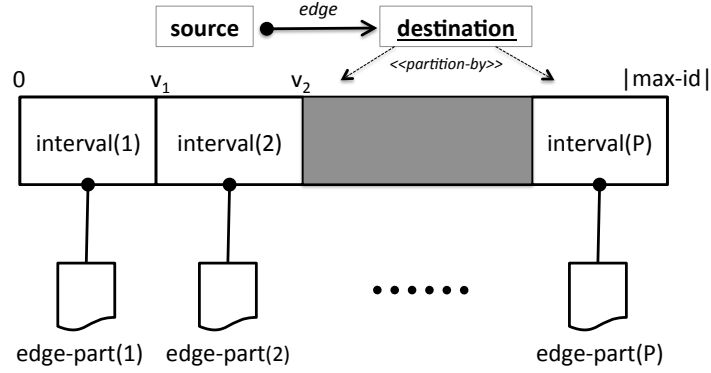 edge
source
destination
<<partition-by>>
0
v1
v2
|max-id|
interval(1)
interval(2)
interval(P)
......
edge-part(1)
edge-part(2)
edge-part(P)